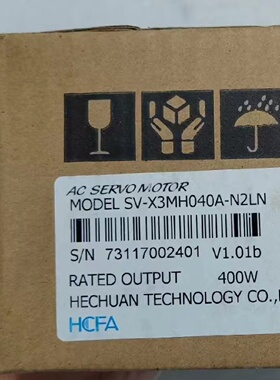 AC SERVO MOTOR
MODEL SV-X3MH040A-N2LN
S/N 73117002401 V1.01b
RATED OUTPUT 400W
HECHUAN TECHNOLOGY CO.,
HCFA